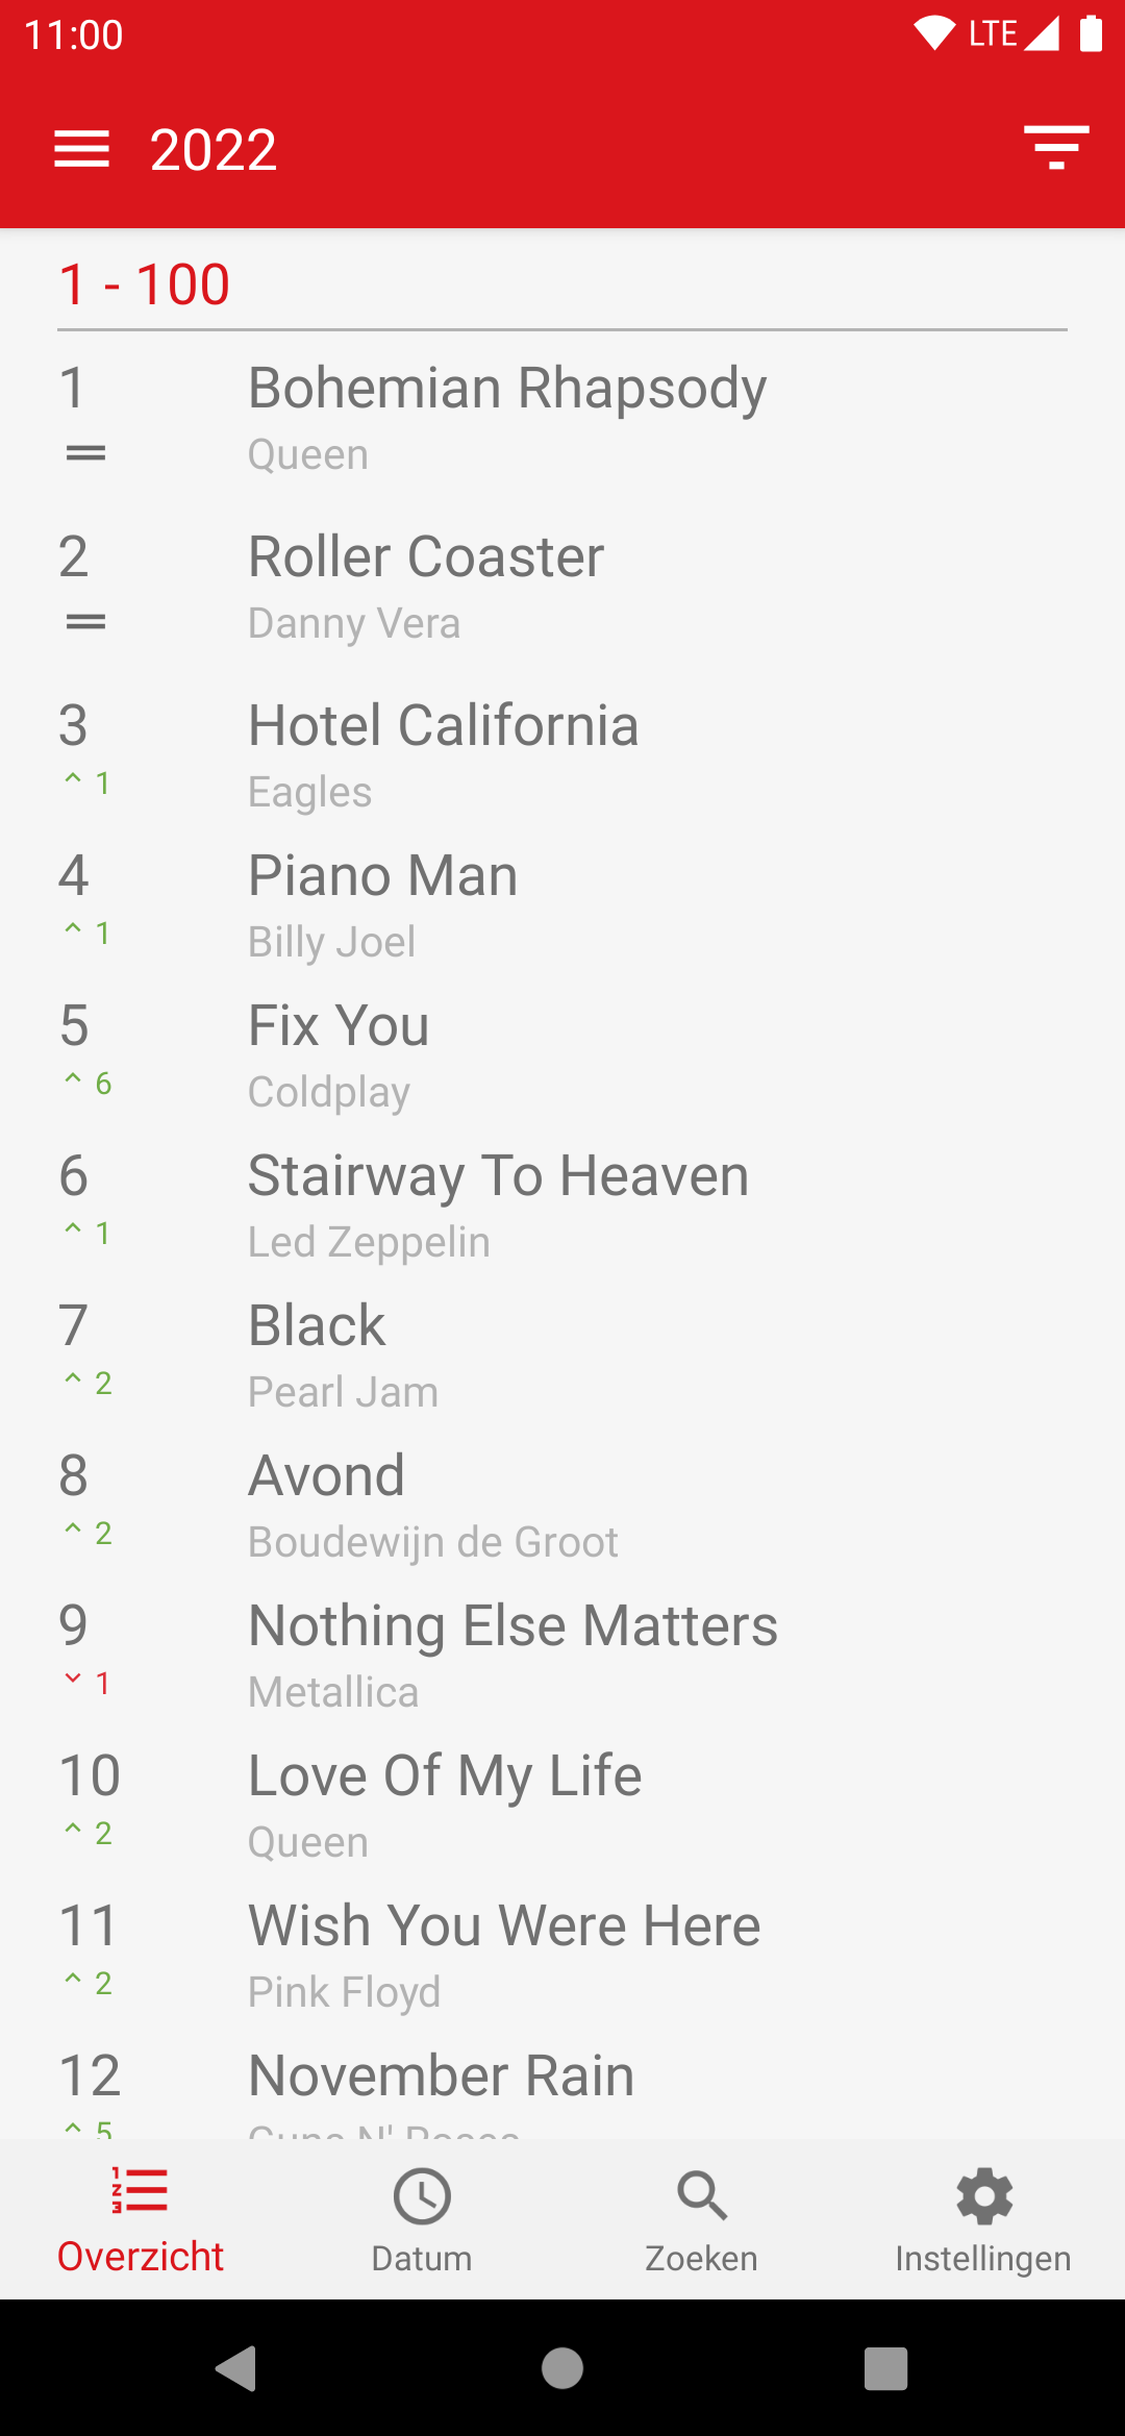 11:00 LTE
2022
1 - 100
1 Bohemian Rhapsody
Queen
2 Roller Coaster
Danny Vera
3 Hotel California
1 Eagles
4 Piano Man
1 Billy Joel
5 Fix You
6 Coldplay
6 Stairway To Heaven
1 Led Zeppelin
7 Black
2 Pearl Jam
8 Avond
2 Boudewijn de Groot
9 Nothing Else Matters
1 Metallica
10 Love Of My Life
2 Queen
11 Wish You Were Here
2 Pink Floyd
12 November Rain
5 Guns N' Roses
Overzicht Datum Zoeken Instellingen